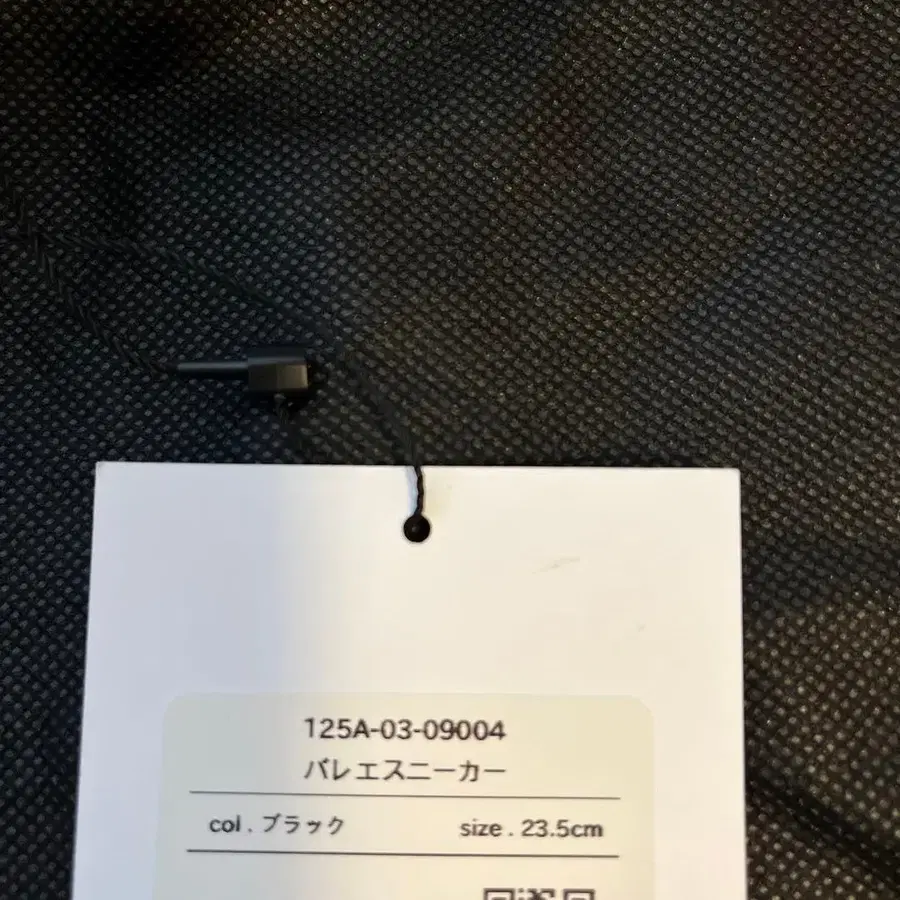 125A-03-09004
バレエスニーカー
col . ブラック
size . 23.5cm